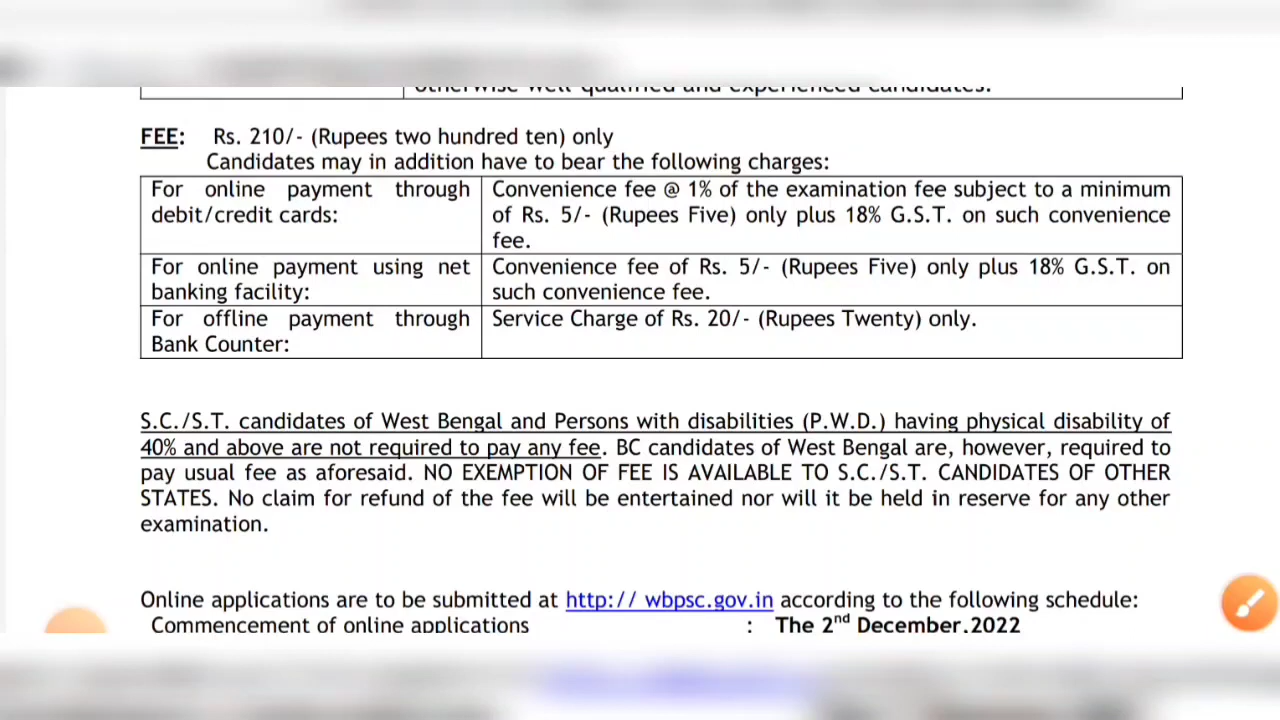 otherwise well qualified and experienced candidates.
FEE: Rs. 210/- (Rupees two hundred ten) only
Candidates may in addition have to bear the following charges:
For online payment through debit/credit cards:
Convenience fee @ 1% of the examination fee subject to a minimum
of Rs. 5/- (Rupees Five) only plus 18% G.S.T. on such convenience
fee.
For online payment using net banking facility:
Convenience fee of Rs. 5/- (Rupees Five) only plus 18% G.S.T. on
such convenience fee.
For offline payment through Bank Counter:
Service Charge of Rs. 20/- (Rupees Twenty) only.
S.C./S.T. candidates of West Bengal and Persons with disabilities (P.W.D.) having physical disability of
40% and above are not required to pay any fee. BC candidates of West Bengal are, however, required to
pay usual fee as aforesaid. NO EXEMPTION OF FEE IS AVAILABLE TO S.C./S.T. CANDIDATES OF OTHER
STATES. No claim for refund of the fee will be entertained nor will it be held in reserve for any other
examination.
Online applications are to be submitted at http:// wbpsc.gov.in according to the following schedule:
Commencement of online applications : The 2nd December,2022